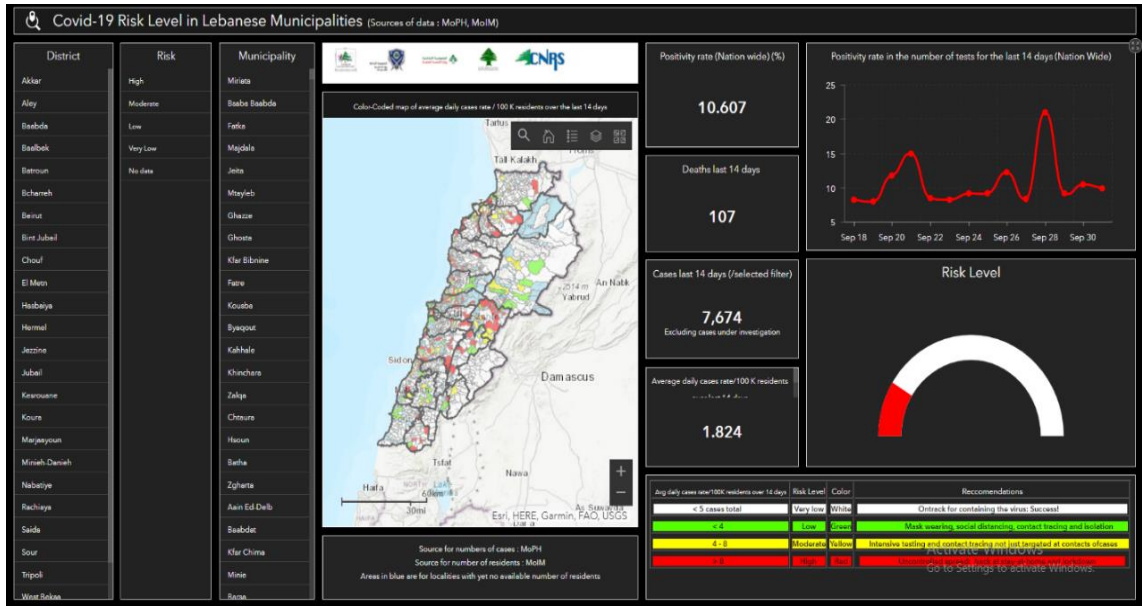 Covid-19 Risk Level in Lebanese Municipalities (Sources of data : MoPH, MoIM)
District
Akkar
Aley
Baabda
Baalbek
Batroun
Bcharreh
Beirut
Bint Jubeil
Chouf
El Metn
Hasbaiya
Hermel
Jezzine
Jubail
Kesrouane
Koura
Marjaayoun
Minieh-Danieh
Nabatiye
Rachiaya
Saida
Sour
Tripoli
West Bekaa
Risk
High
Moderate
Low
Very Low
No data
Municipality
Miriata
Baaba Baabda
Farka
Majdala
Jeita
Mtayleb
Ghazze
Ghosta
Kfar Bibnine
Fatre
Kousba
Byaqout
Kahhale
Khinchara
Zalqa
Chtaura
Hsoun
Batha
Zgharta
Aain Ed-Delb
Baabdat
Kfar Chima
Minie
Barsa
CNRS
Color-Coded map of average daily cases rate / 100 K residents over the last 14 days
Tartus
Tall Kalakh
An Nabk
2814 m
Yabrud
Sidon
Damascus
Tsfat
Nawa
Haifa
Lake
60km
30mi
As Suwayda
Esri, HERE, Garmin, FAO, USGS
Source for numbers of cases : MoPH
Source for number of residents : MoIM
Areas in blue are for localities with yet no available number of residents
Positivity rate (Nation wide) (%)
10.607
Deaths last 14 days
107
Cases last 14 days (/selected filter)
7,674
Excluding cases under investigation
Average daily cases rate/100 K residents
1.824
Positivity rate in the number of tests for the last 14 days (Nation Wide)
25
20
15
10
5
Sep 18 Sep 20 Sep 22 Sep 24 Sep 26 Sep 28 Sep 30
Risk Level
Avg daily cases rate/100K residents over 14 days Risk Level Color Reccomendations
< 5 cases total Very low White Ontrack for containing the virus: Success!
< 4 Low Green Mask wearing, social distancing, contact tracing and isolation
4 - 8 Moderate Yellow Intensive testing and contact tracing not just targeted at contacts ofcases
> 8 High Red
Activate Windows
Go to Settings to activate Windows.